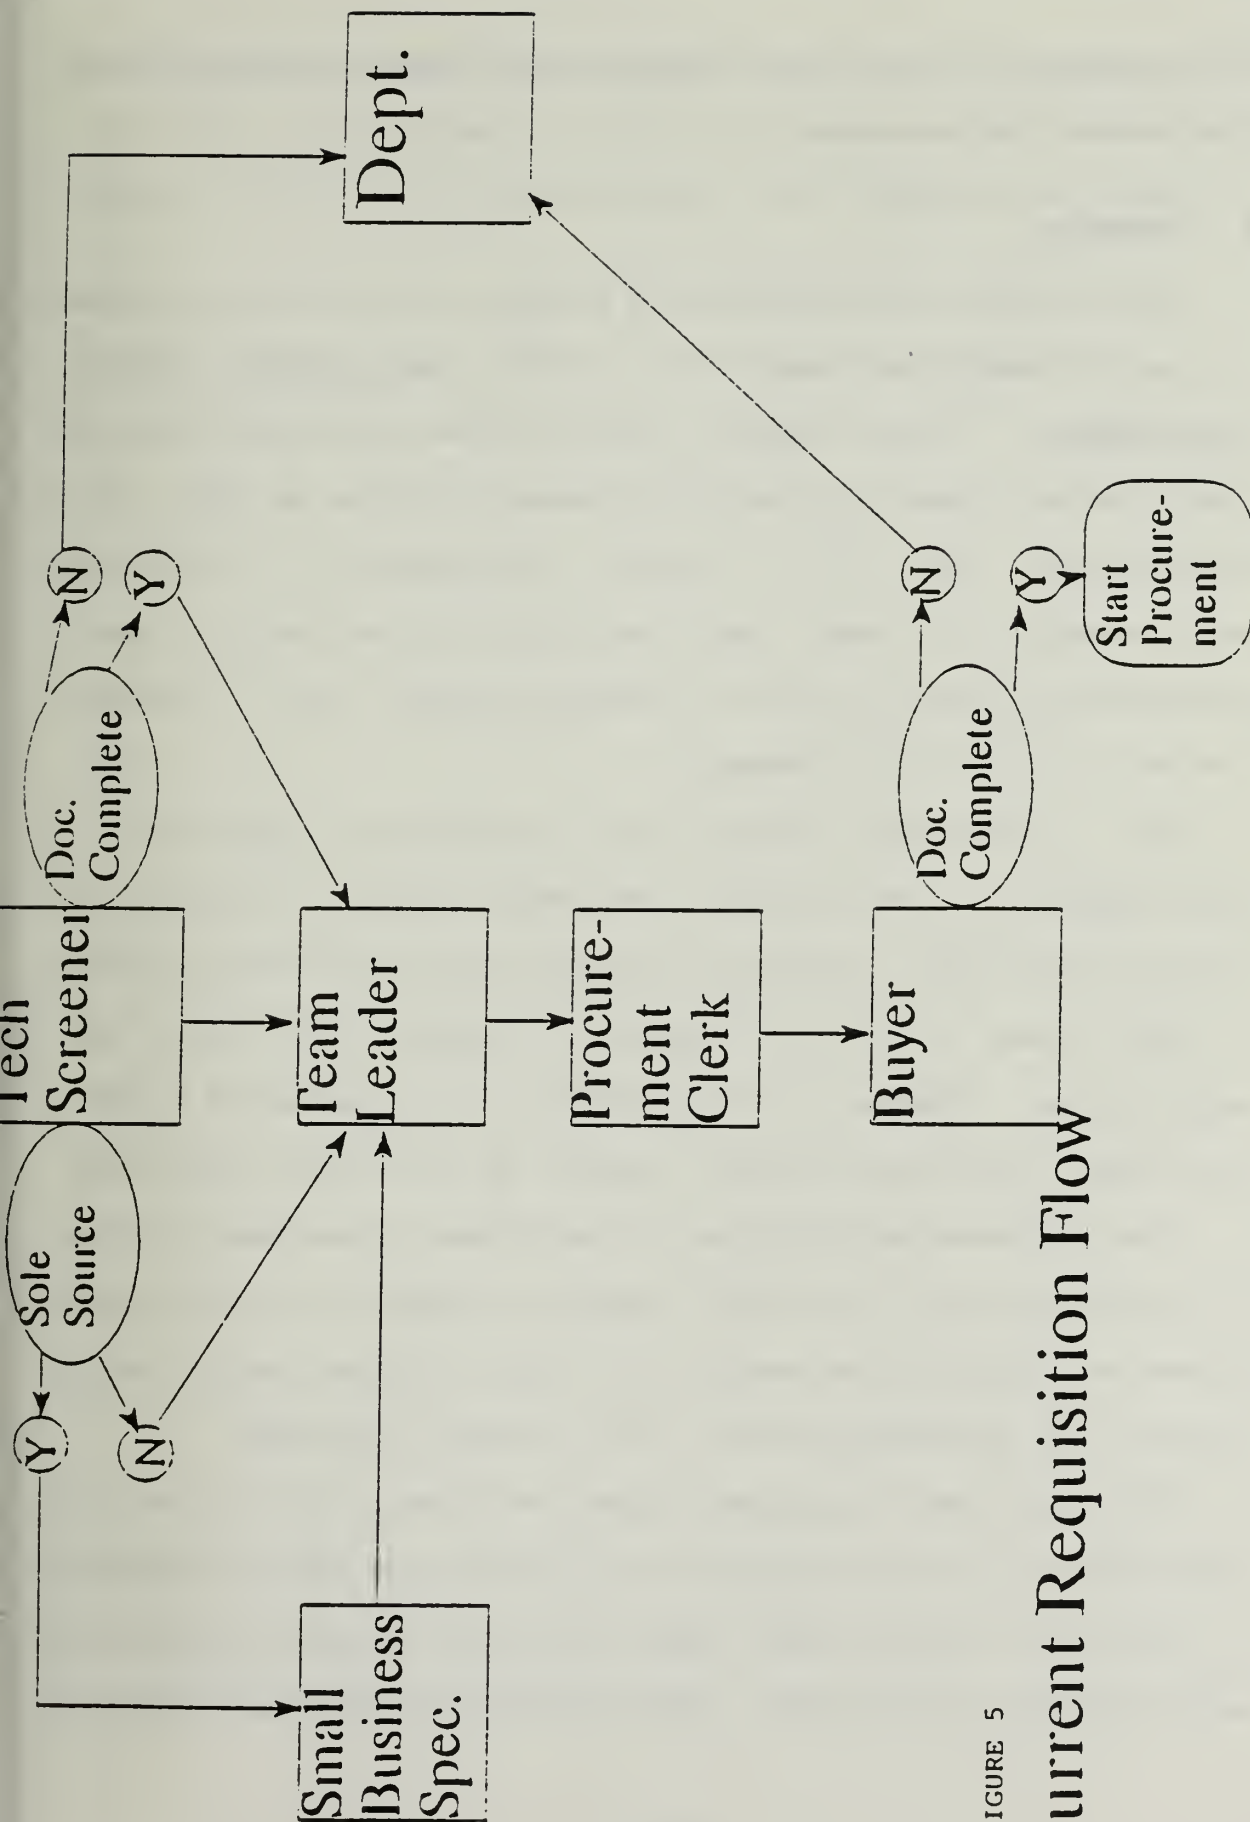 Y
N
Sole
Source
Tech
Screener
Doc.
Complete
N
Y
Small
Business
Spec.
Team
Leader
Dept.
Procure-
ment
Clerk
Buyer
Doc.
Complete
N
Y
Start
Procure-
ment
IGURE 5
urrent Requisition Flow